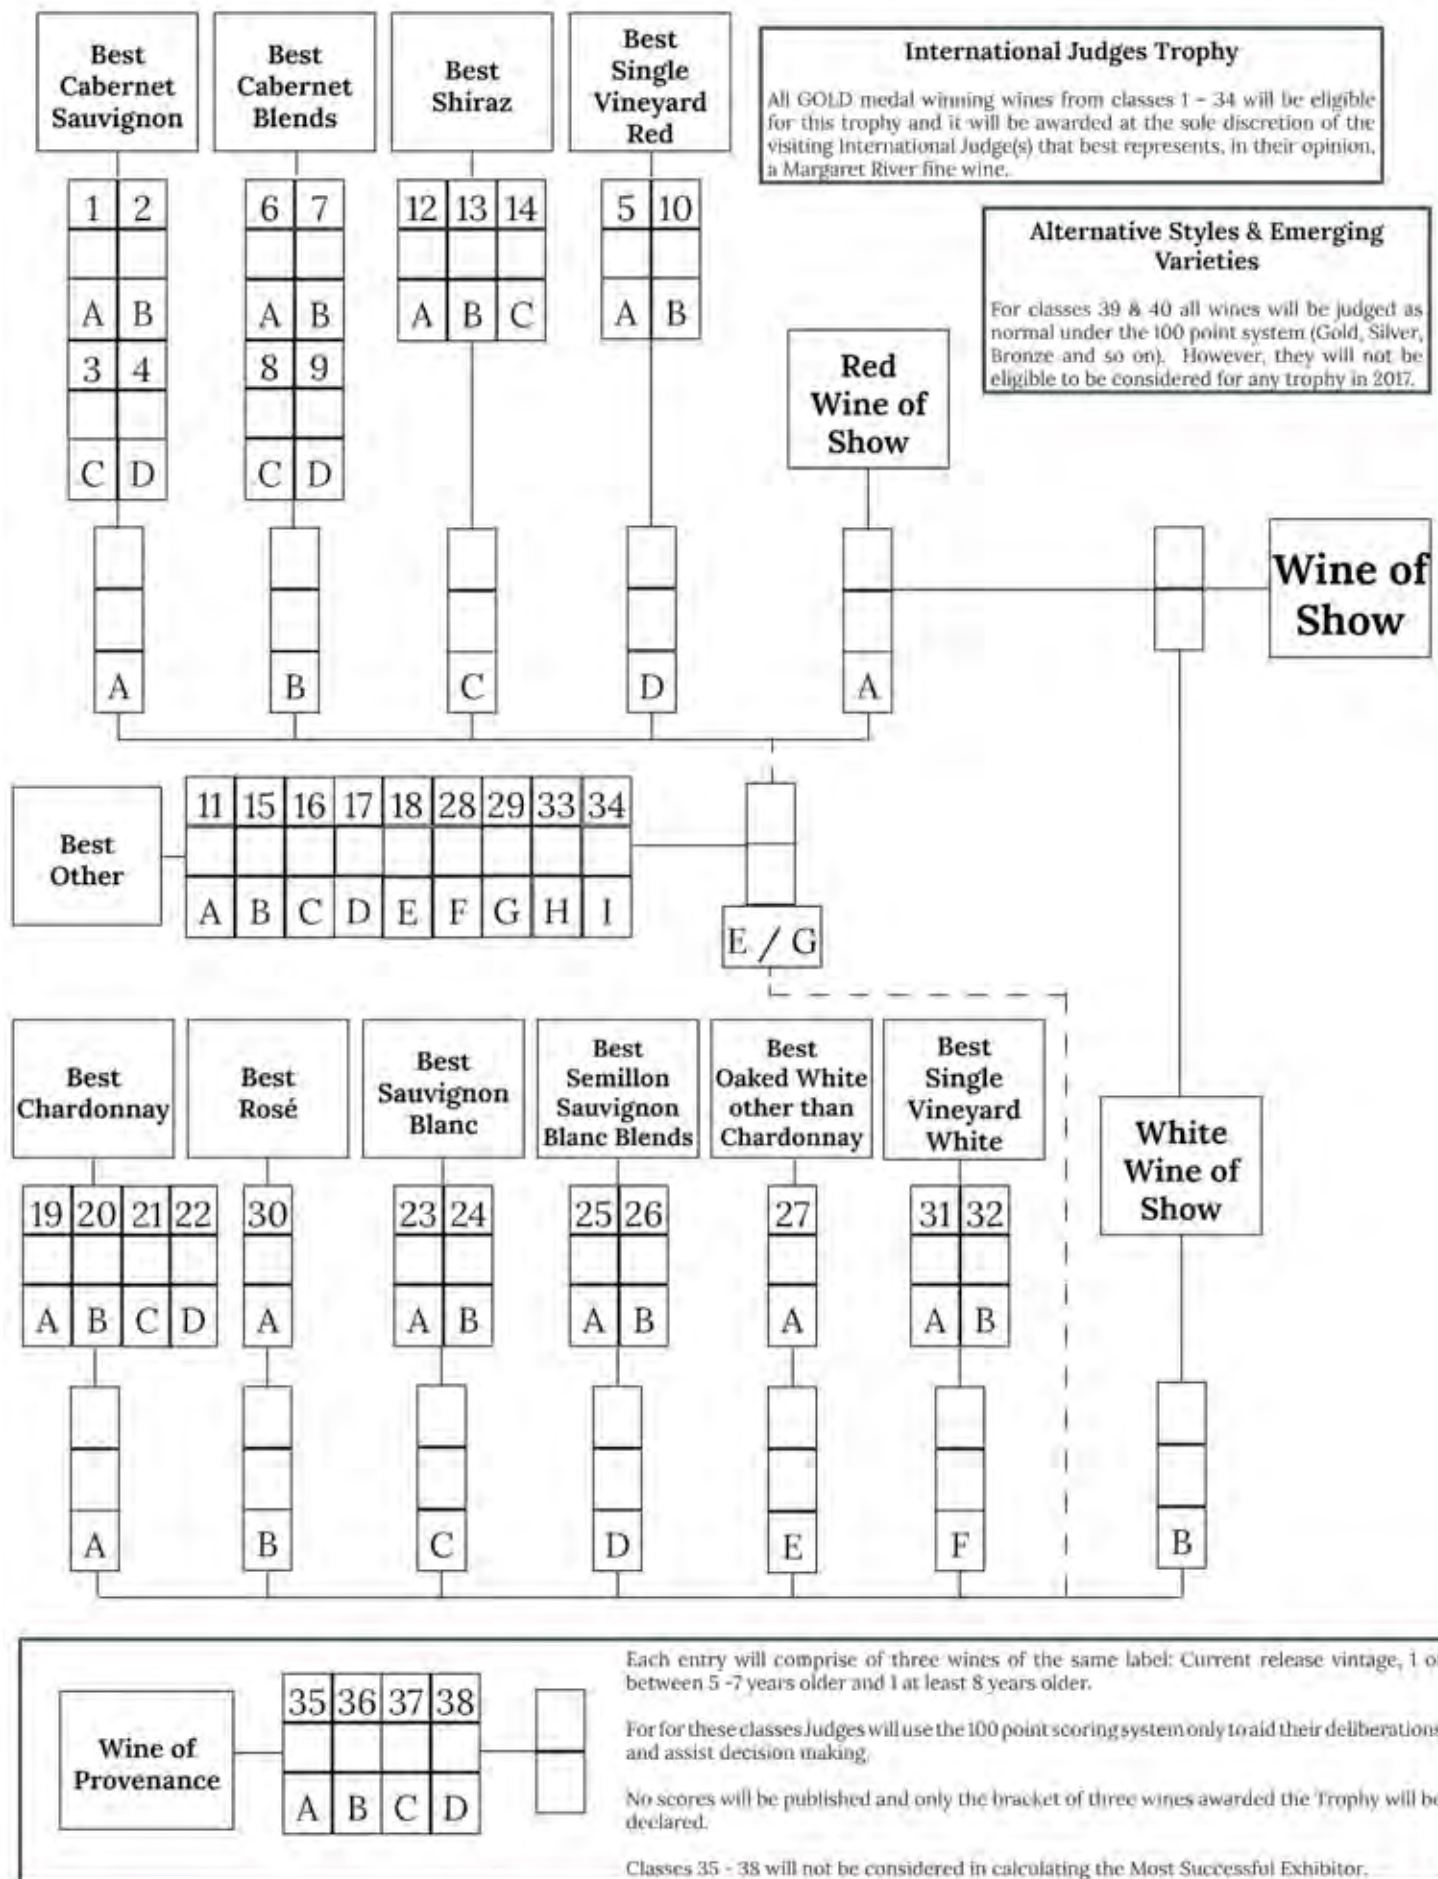 Best
Cabernet
Sauvignon
Best
Cabernet
Blends
Best
Shiraz
Best
Single
Vineyard
Red
International Judges Trophy
All GOLD medal winning wines from classes 1 - 34 will be eligible
for this trophy and it will be awarded at the sole discretion of the
visiting International Judge(s) that best represents, in their opinion,
a Margaret River fine wine.
1 2
A B
3 4
C D
6 7
A B
8 9
C D
12 13 14
A B C
5 10
A B
Alternative Styles & Emerging
Varieties
For classes 39 & 40 all wines will be judged as
normal under the 100 point system (Gold, Silver,
Bronze and so on). However, they will not be
eligible to be considered for any trophy in 2017.
Red
Wine of
Show
Wine of
Show
A B C D A
Best
Other
11 15 16 17 18 28 29 33 34
A B C D E F G H I
E / G
Best
Chardonnay
Best
Rosé
Best
Sauvignon
Blanc
Best
Semillon
Sauvignon
Blanc Blends
Best
Oaked White
other than
Chardonnay
Best
Single
Vineyard
White
White
Wine of
Show
19 20 21 22
A B C D
30
A
23 24
A B
25 26
A B
27
A
31 32
A B
A B C D E F B
Wine of
Provenance
35 36 37 38
A B C D
Each entry will comprise of three wines of the same label: Current release vintage, 1 o
between 5 -7 years older and 1 at least 8 years older.
For for these classes Judges will use the 100 point scoring system only to aid their deliberations
and assist decision making.
No scores will be published and only the bracket of three wines awarded the Trophy will be
declared.
Classes 35 - 38 will not be considered in calculating the Most Successful Exhibitor.